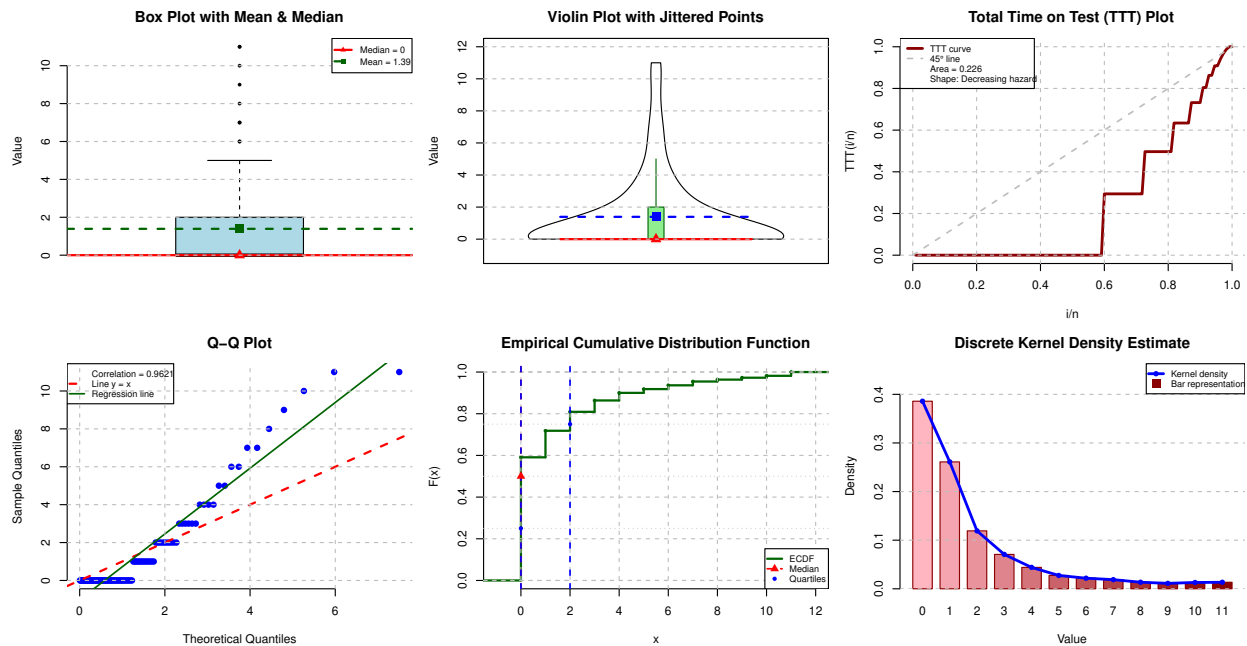 Box Plot with Mean & Median
Median = 0
Mean = 1.39
Value
0
2
4
6
8
10
Violin Plot with Jittered Points
Value
0
2
4
6
8
10
12
Total Time on Test (TTT) Plot
TTT curve
45° line
Area = 0.226
Shape: Decreasing hazard
TTT(i/n)
0.0
0.2
0.4
0.6
0.8
1.0
0.0 0.2 0.4 0.6 0.8 1.0
i/n
Q−Q Plot
Correlation = 0.9621
Line y = x
Regression line
Sample Quantiles
0
2
4
6
8
10
0 2 4 6
Theoretical Quantiles
Empirical Cumulative Distribution Function
F(x)
0.0
0.2
0.4
0.6
0.8
1.0
ECDF
Median
Quartiles
0 2 4 6 8 10 12
x
Discrete Kernel Density Estimate
Kernel density
Bar representation
Density
0.0
0.1
0.2
0.3
0.4
0 1 2 3 4 5 6 7 8 9 10 11
Value